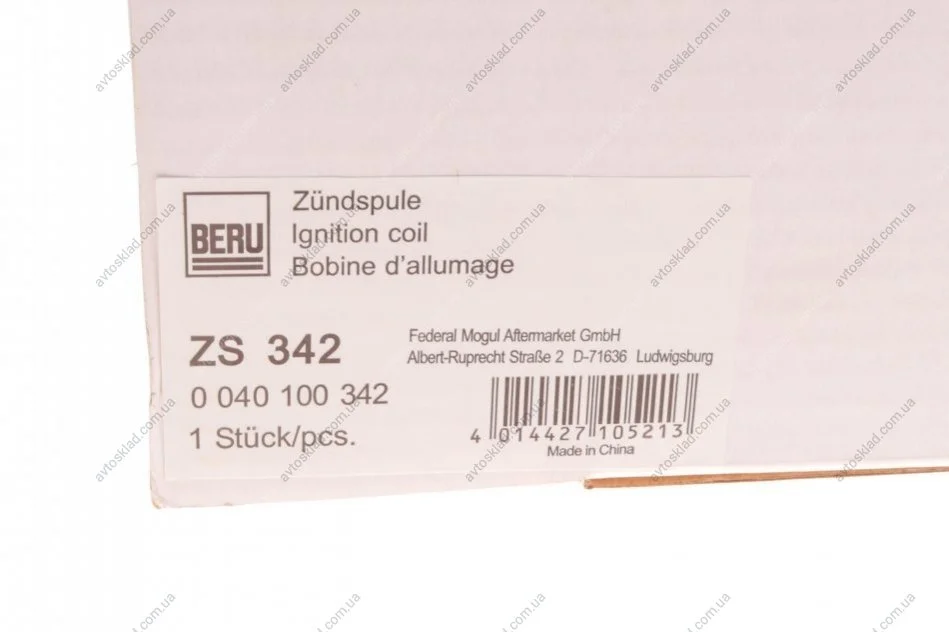 BERU
Zündspule
Ignition coil
Bobine d'allumage
ZS 342
0 040 100 342
1 Stück/pcs.
Federal Mogul Aftermarket GmbH
Albert-Ruprecht Straße 2 D-71636 Ludwigsburg
4 014427 105213
Made in China
avtosklad.com.ua